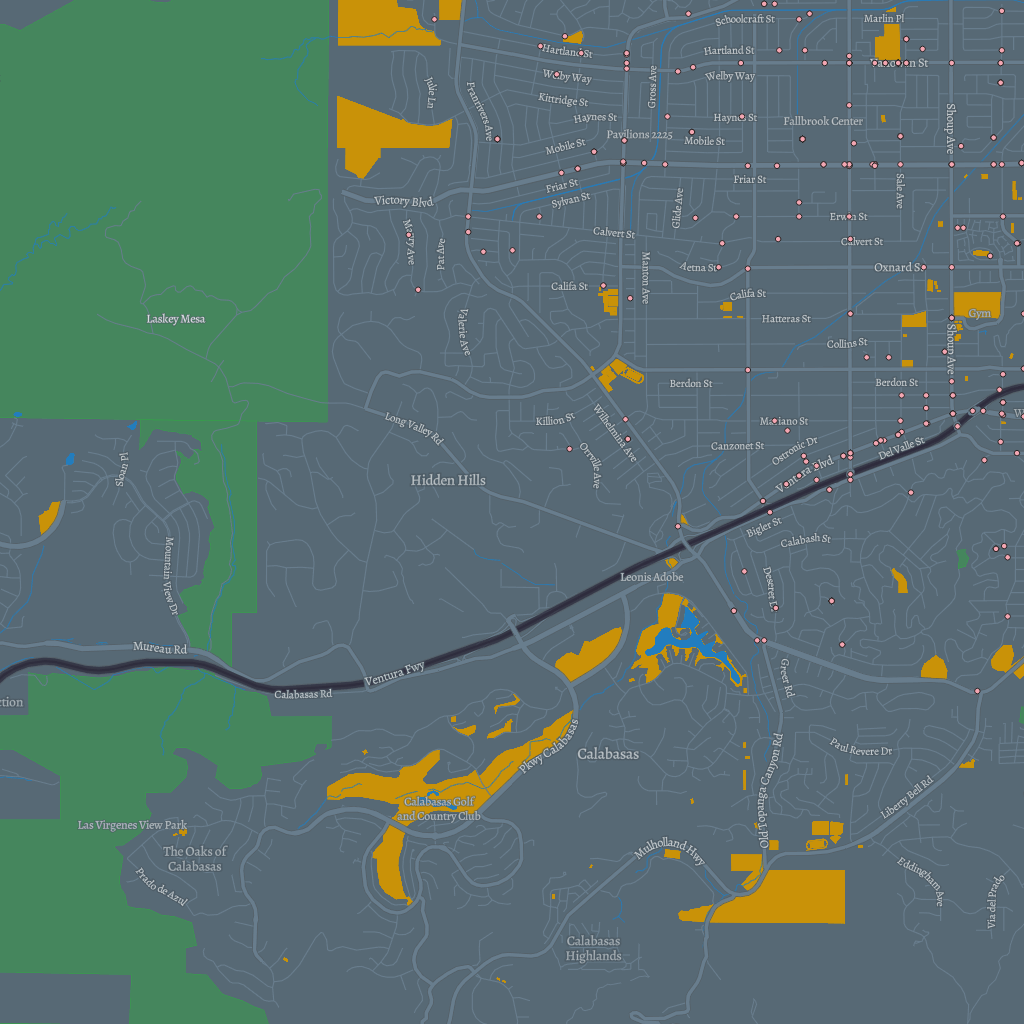 Schoolcraft St
Marlin Pl
Hartland St
Hartland St
Welby Way
Welby Way
Julie Ln
Franrivers Ave
Gross Ave
Kittridge St
Haynes St
Haynes St
Fallbrook Center
Shoup Ave
Pavilions 2225
Mobile St
Mobile St
Friar St
Friar St
Sale Ave
Victory Blvd
Sylvan St
Glide Ave
Erwin St
Calvert St
Calvert St
Pat Ave
Manton Ave
Aetna St
Oxnard S
Califa St
Califa St
Laskey Mesa
Valerie Ave
Hatteras St
Gym
Collins St
Shoup Ave
Berdon St
Berdon St
Long Valley Rd
Killion St
Wilhelmina Ave
Mariano St
Canzonet St
Ostronic Dr
Del Valle St
Sloan Pl
Orrville Ave
Ventura Blvd
Hidden Hills
Bigler St
Calabash St
Mountain View Dr
Leonis Adobe
Deseret L
Mureau Rd
Ventura Fwy
Greer Rd
Calabasas Rd
ction
Pkwy Calabasas
Calabasas
Paul Revere Dr
Old Topanga Canyon Rd
Liberty Bell Rd
Calabasas Golf
and Country Club
Las Virgenes View Park
The Oaks of
Calabasas
Mulholland Hwy
Prado de Azul
Eddingham Ave
Via del Prado
Calabasas
Highlands